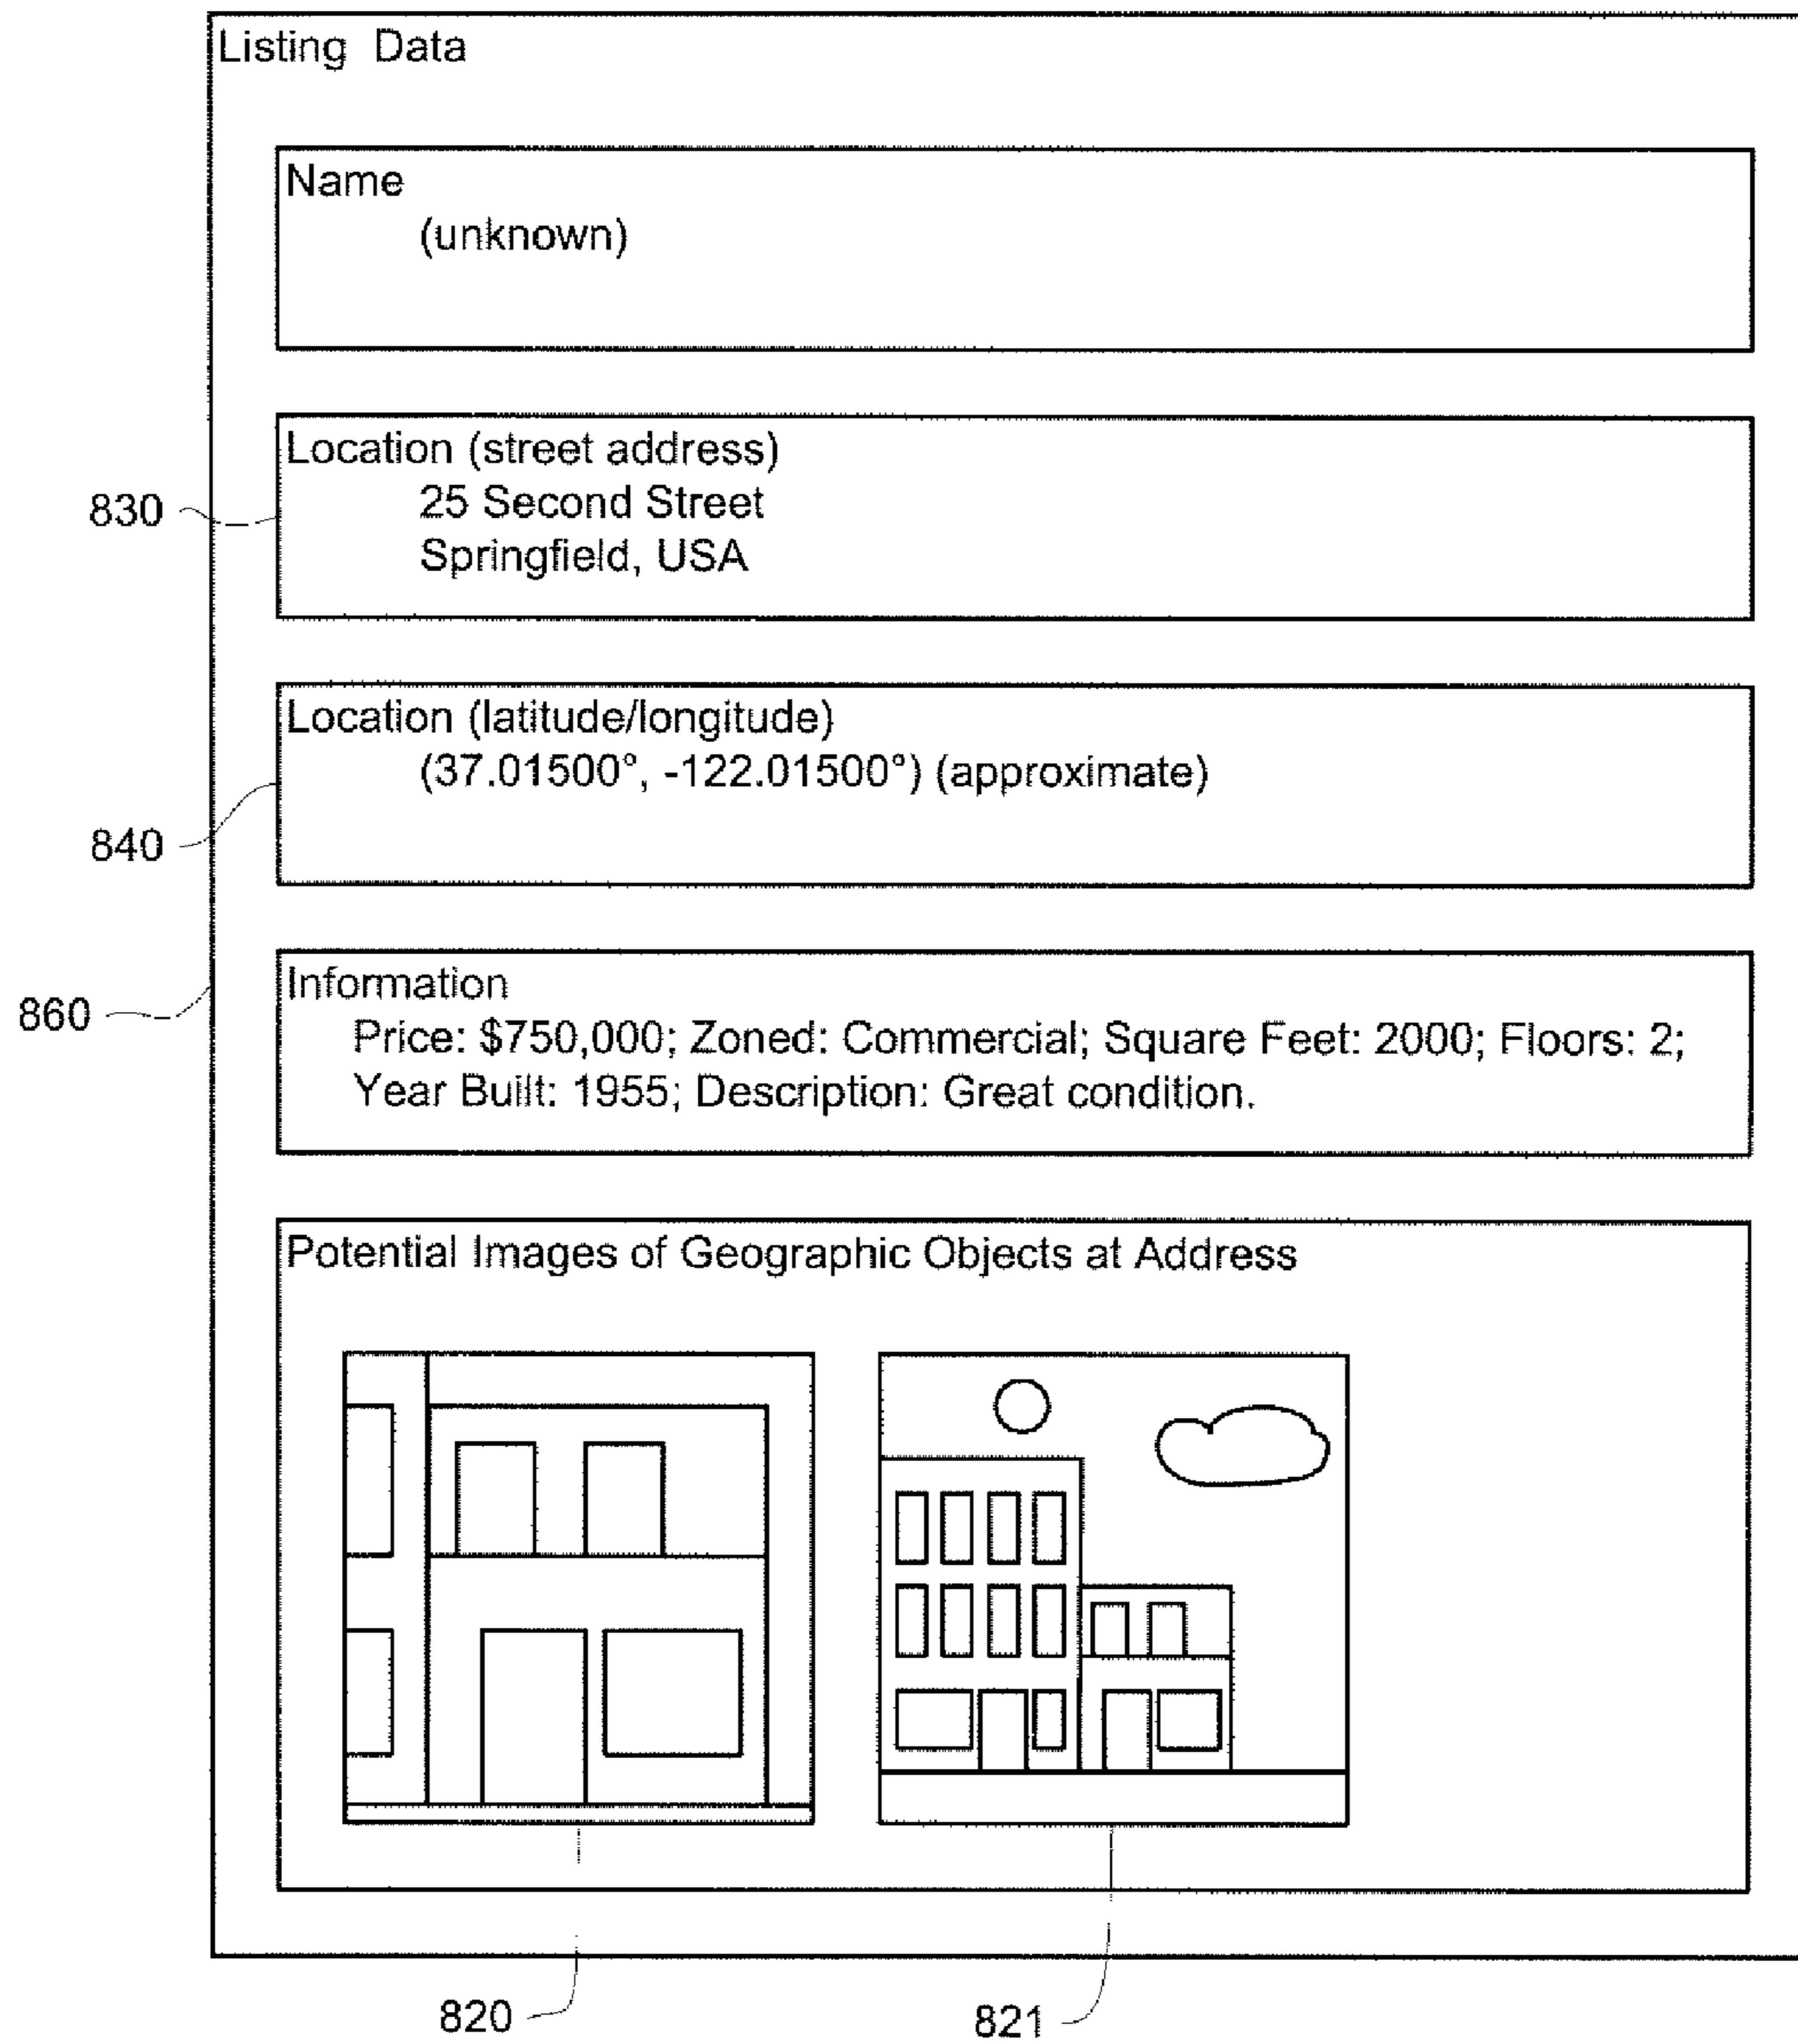 Listing Data
Name
(unknown)
Location (street address)
25 Second Street
Springfield, USA
830
Location (latitude/longitude)
(37.01500°, -122.01500°) (approximate)
840
Information
Price: $750,000; Zoned: Commercial; Square Feet: 2000; Floors: 2;
Year Built: 1955; Description: Great condition.
860
Potential Images of Geographic Objects at Address
820
821